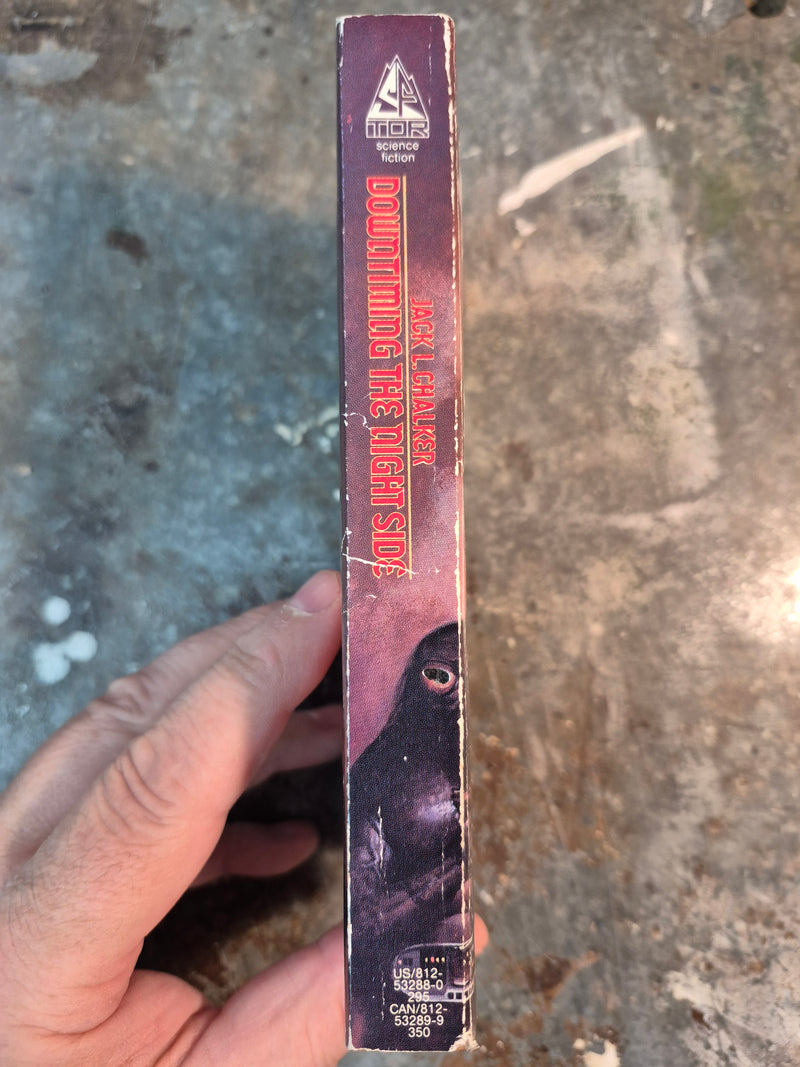 SF
TOR
science
fiction
JACK L. CHALKER
DOWNTIMING THE NIGHT SIDE
US/812-
53288-0
295
CAN/812-
53289-9
350